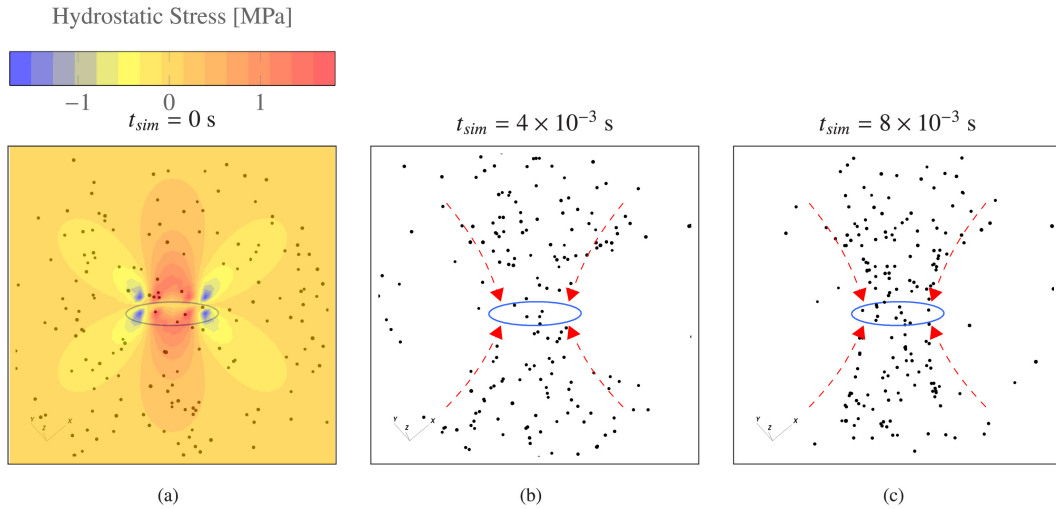 Hydrostatic Stress [MPa]
−1 0 1
t_sim = 0 s
t_sim = 4 × 10⁻³ s
t_sim = 8 × 10⁻³ s
Y Z X
Y Z X
Y Z X
(a)
(b)
(c)